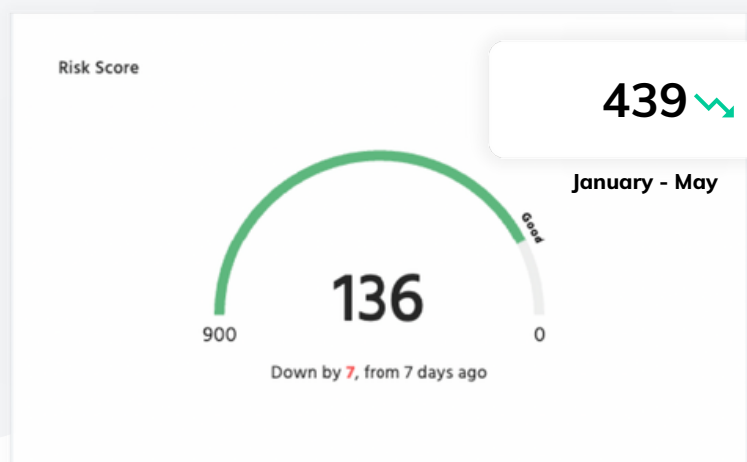 Risk Score
439
January - May
Good
136
900
0
Down by 7, from 7 days ago